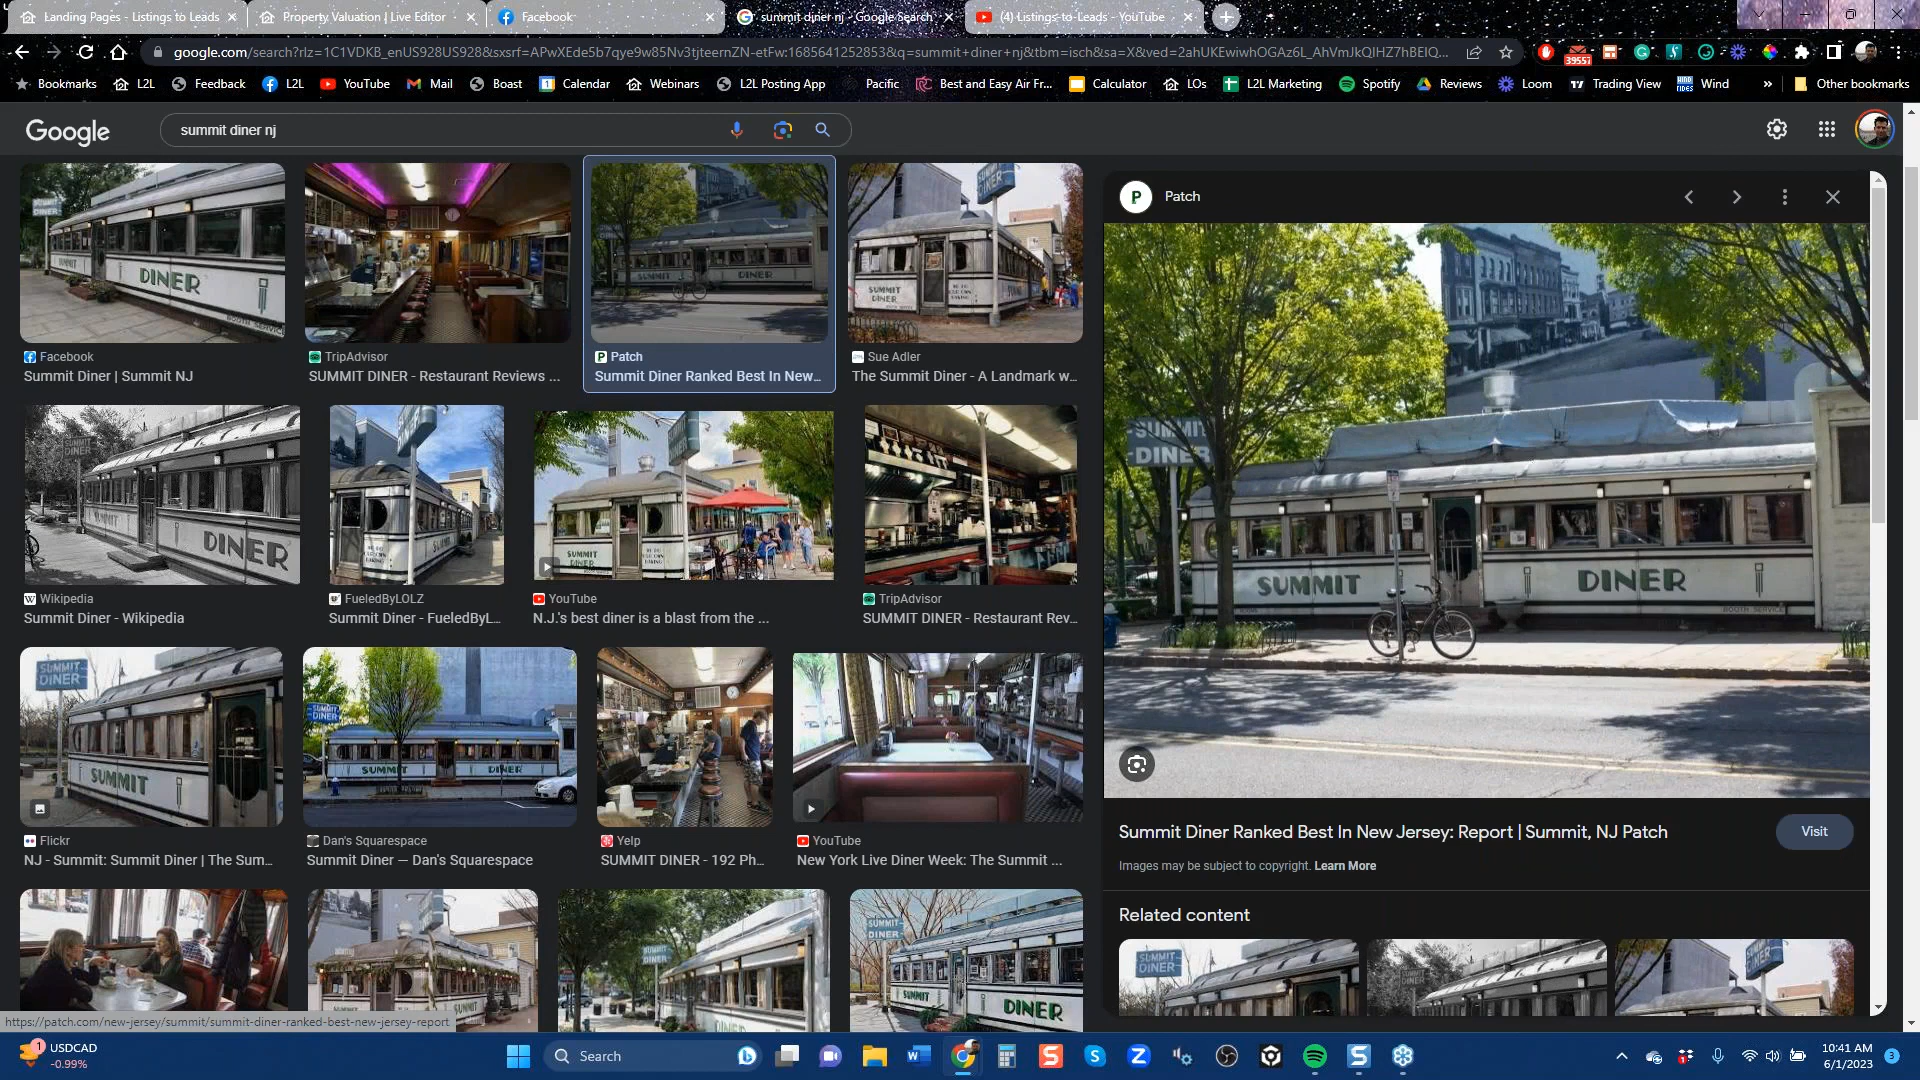 Landing Pages - Listings to Leads
Property Valuation | Live Editor
Facebook
summit diner nj - Google Search
(4) Listings-to-Leads - YouTube
google.com/search?rlz=1C1VDKB_enUS928US928&sxsrf=APwXEde5b7qye9w85Nv3tjteernZN-etFw:1685641252853&q=summit+diner+nj&tbm=isch&sa=X&ved=2ahUKEwiwhOGAz6L_AhVmJkQIHZ7hBEIQ...
39557
Bookmarks
L2L
Feedback
L2L
YouTube
Mail
Boast
Calendar
Webinars
L2L Posting App
Pacific
Best and Easy Air Fr...
Calculator
LOs
L2L Marketing
Spotify
Reviews
Loom
Trading View
Wind
»
Other bookmarks
Google
summit diner nj
P Patch
Facebook
Summit Diner | Summit NJ
TripAdvisor
SUMMIT DINER - Restaurant Reviews ...
Patch
Summit Diner Ranked Best In New...
Sue Adler
The Summit Diner - A Landmark w...
Wikipedia
Summit Diner - Wikipedia
FueledByLOLZ
Summit Diner - FueledByL...
YouTube
N.J.'s best diner is a blast from the ...
TripAdvisor
SUMMIT DINER - Restaurant Rev...
SUMMIT
DINER
SUMMIT DINER
BOOTH SERVICE
Flickr
NJ - Summit: Summit Diner | The Sum...
Dan's Squarespace
Summit Diner — Dan's Squarespace
Yelp
SUMMIT DINER - 192 Ph...
YouTube
New York Live Diner Week: The Summit ...
Summit Diner Ranked Best In New Jersey: Report | Summit, NJ Patch
Visit
Images may be subject to copyright. Learn More
Related content
https://patch.com/new-jersey/summit/summit-diner-ranked-best-new-jersey-report
1
USDCAD
-0.99%
Search
10:41 AM
6/1/2023
3